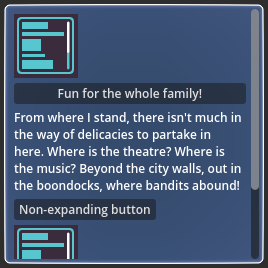 Fun for the whole family!
From where I stand, there isn't much in
the way of delicacies to partake in
here. Where is the theatre? Where is
the music? Beyond the city walls, out in
the boondocks, where bandits abound!
Non-expanding button